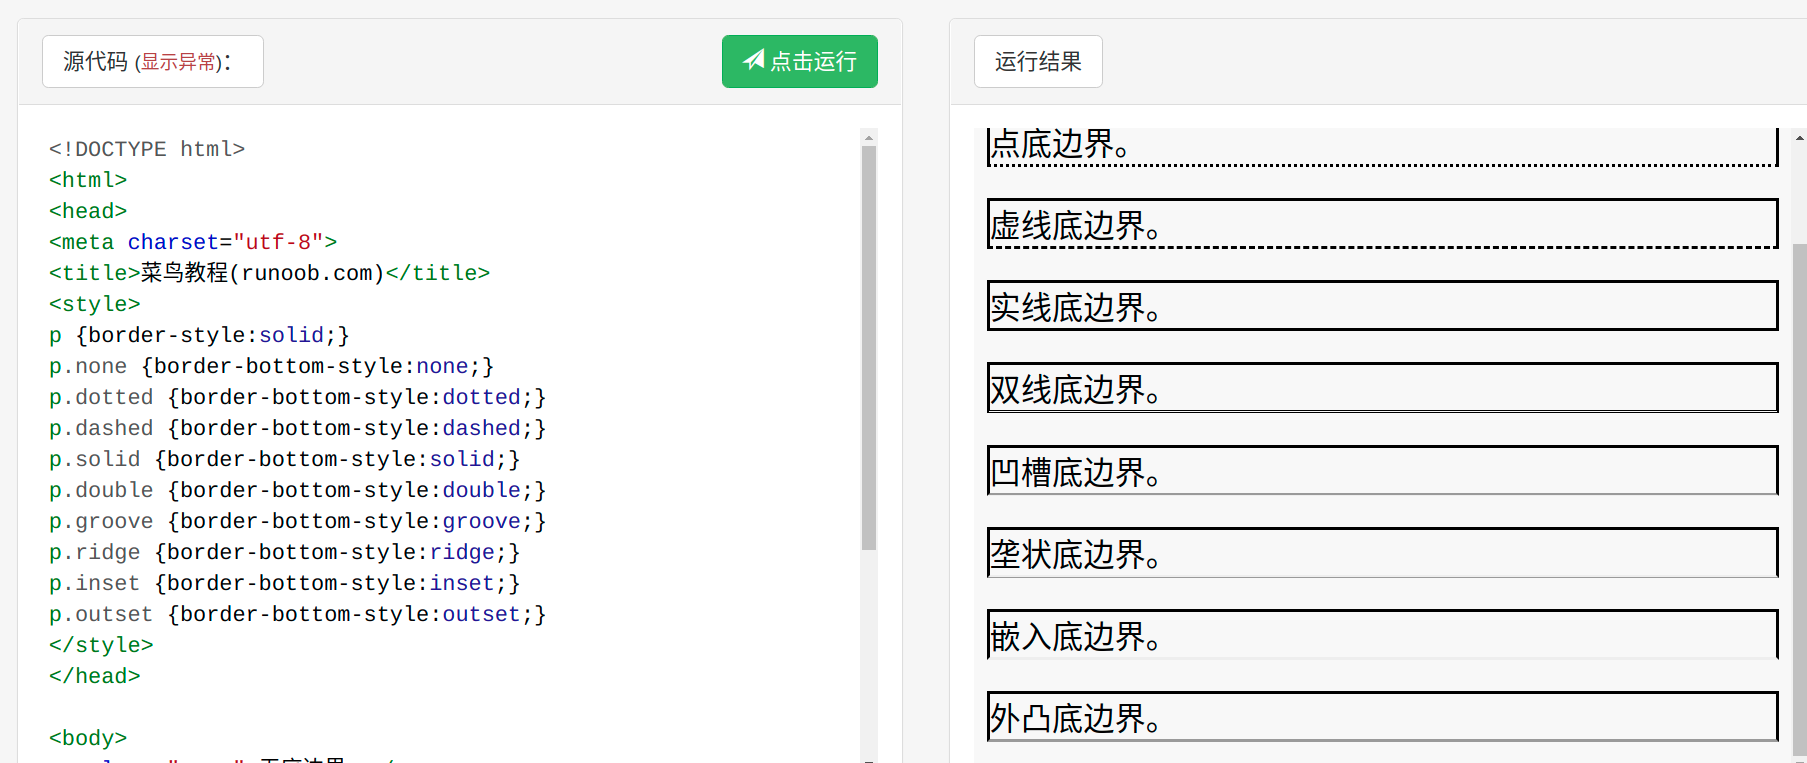 源代码 (显示异常)：
点击运行
<!DOCTYPE html>
<html>
<head>
<meta charset="utf-8">
<title>菜鸟教程(runoob.com)</title>
<style>
p {border-style:solid;}
p.none {border-bottom-style:none;}
p.dotted {border-bottom-style:dotted;}
p.dashed {border-bottom-style:dashed;}
p.solid {border-bottom-style:solid;}
p.double {border-bottom-style:double;}
p.groove {border-bottom-style:groove;}
p.ridge {border-bottom-style:ridge;}
p.inset {border-bottom-style:inset;}
p.outset {border-bottom-style:outset;}
</style>
</head>
<body>
运行结果
点底边界。
虚线底边界。
实线底边界。
双线底边界。
凹槽底边界。
垄状底边界。
嵌入底边界。
外凸底边界。